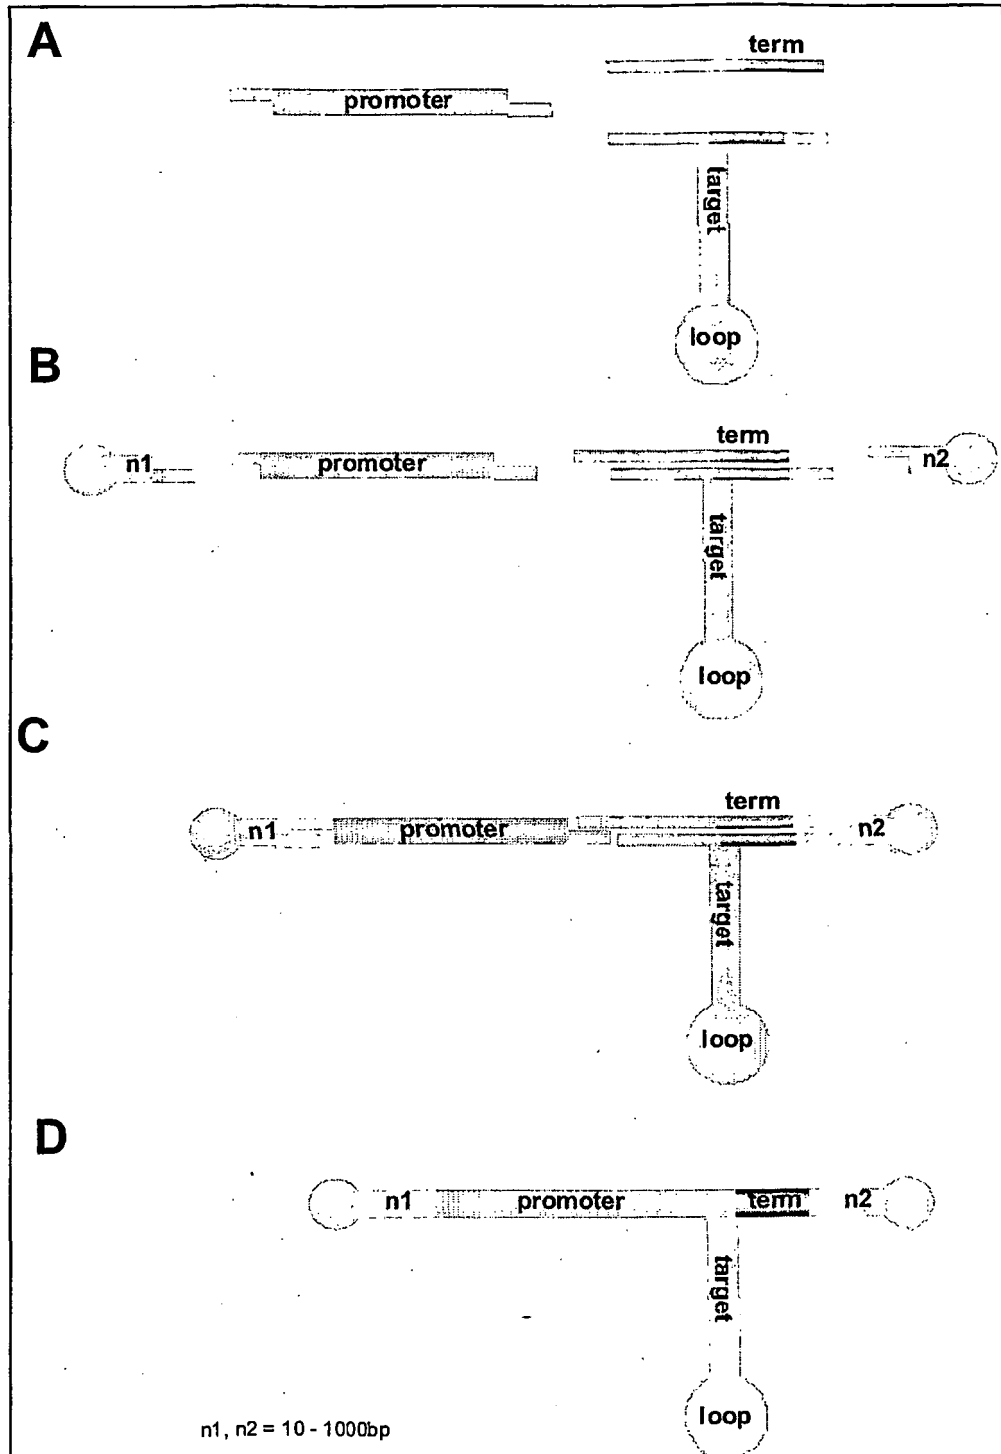 A
term
promoter
target
loop
B
term
n1
promoter
n2
target
loop
C
term
n1
promoter
n2
target
loop
D
n1
promoter
term
n2
target
loop
n1, n2 = 10 - 1000bp